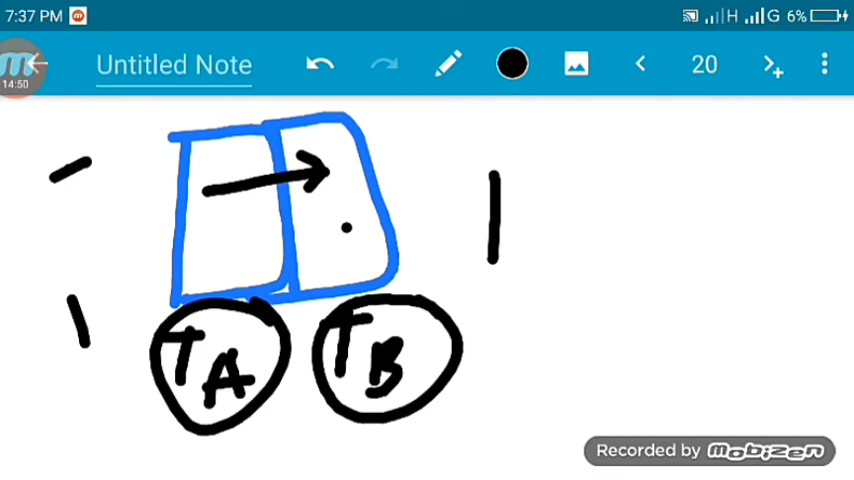 7:37 PM H G 6%
14:50
Untitled Note 20
TA TB
Recorded by MOBIZEN